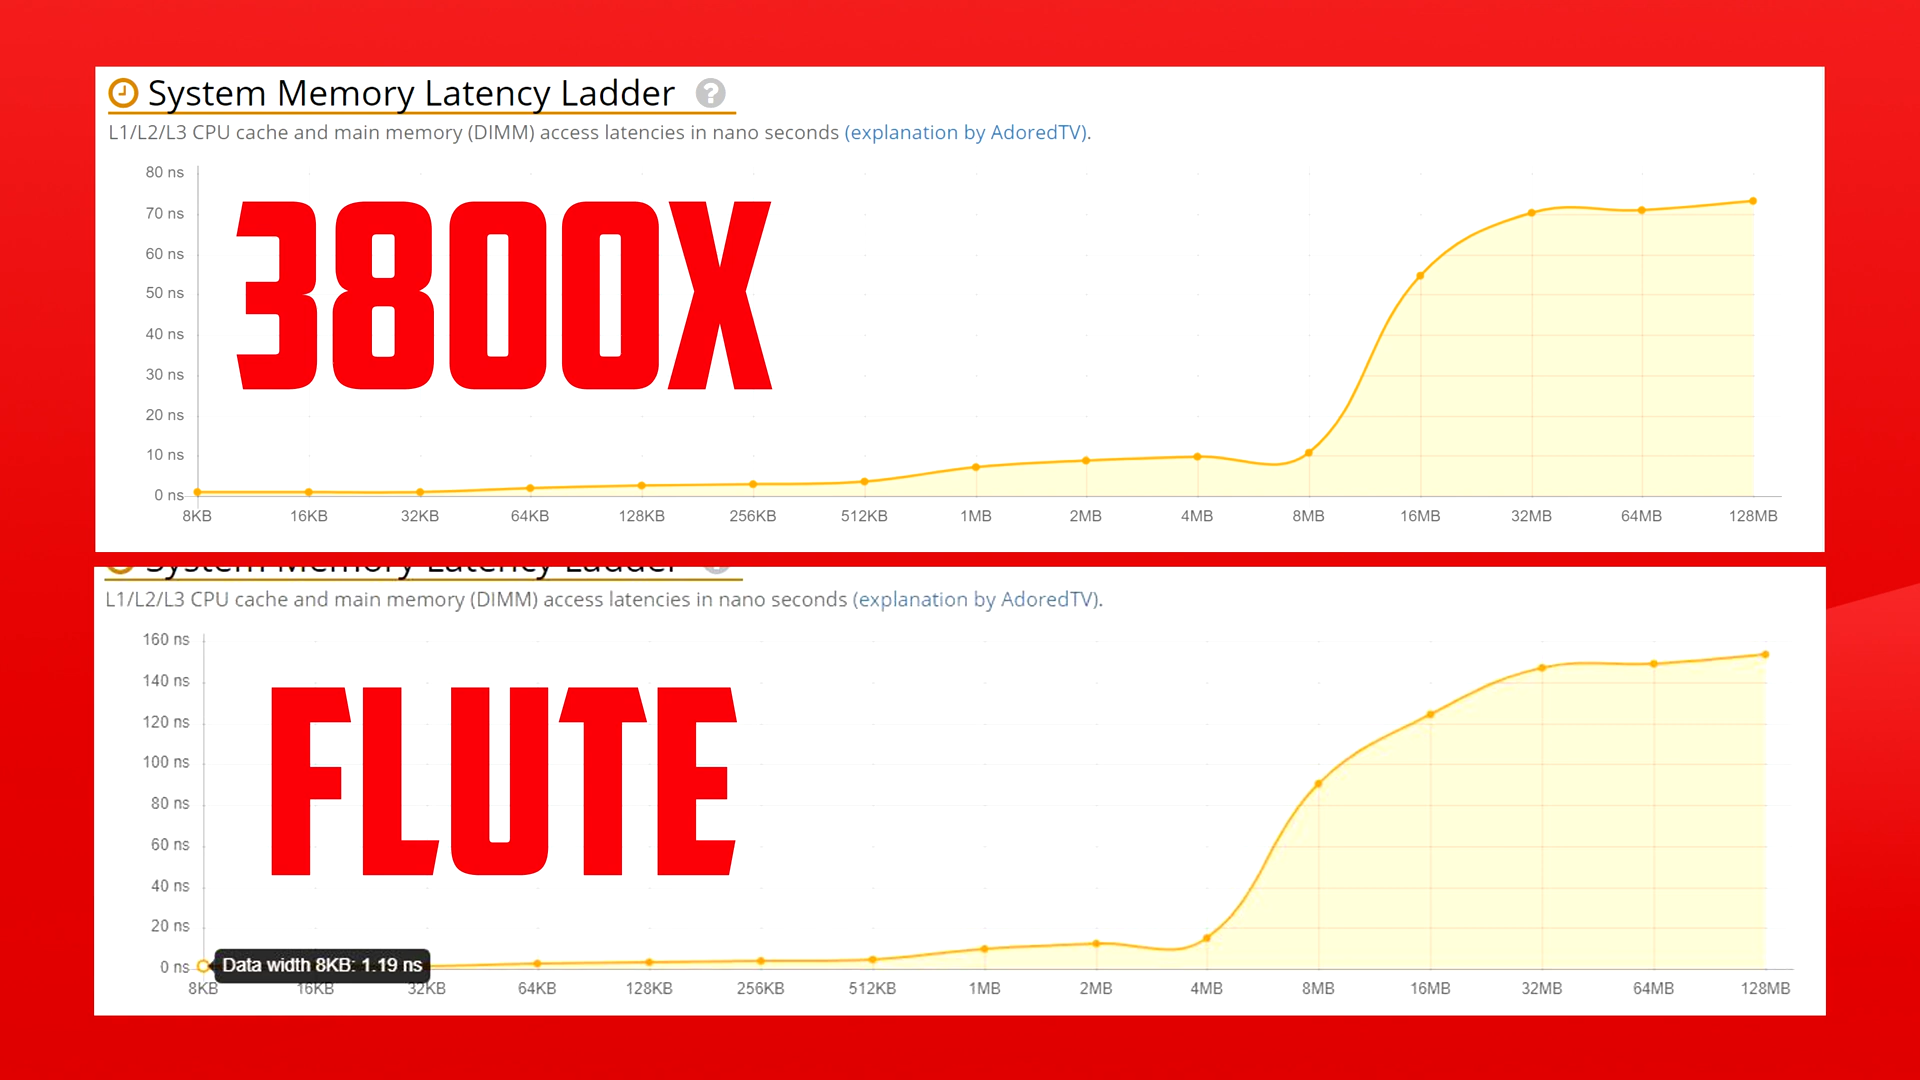 System Memory Latency Ladder ?
L1/L2/L3 CPU cache and main memory (DIMM) access latencies in nano seconds (explanation by AdoredTV).
80 ns
70 ns
60 ns
50 ns
40 ns
30 ns
20 ns
10 ns
0 ns
3800X
8KB 16KB 32KB 64KB 128KB 256KB 512KB 1MB 2MB 4MB 8MB 16MB 32MB 64MB 128MB
System Memory Latency Ladder
L1/L2/L3 CPU cache and main memory (DIMM) access latencies in nano seconds (explanation by AdoredTV).
160 ns
140 ns
120 ns
100 ns
80 ns
60 ns
40 ns
20 ns
0 ns
FLUTE
Data width 8KB: 1.19 ns
8KB 16KB 32KB 64KB 128KB 256KB 512KB 1MB 2MB 4MB 8MB 16MB 32MB 64MB 128MB